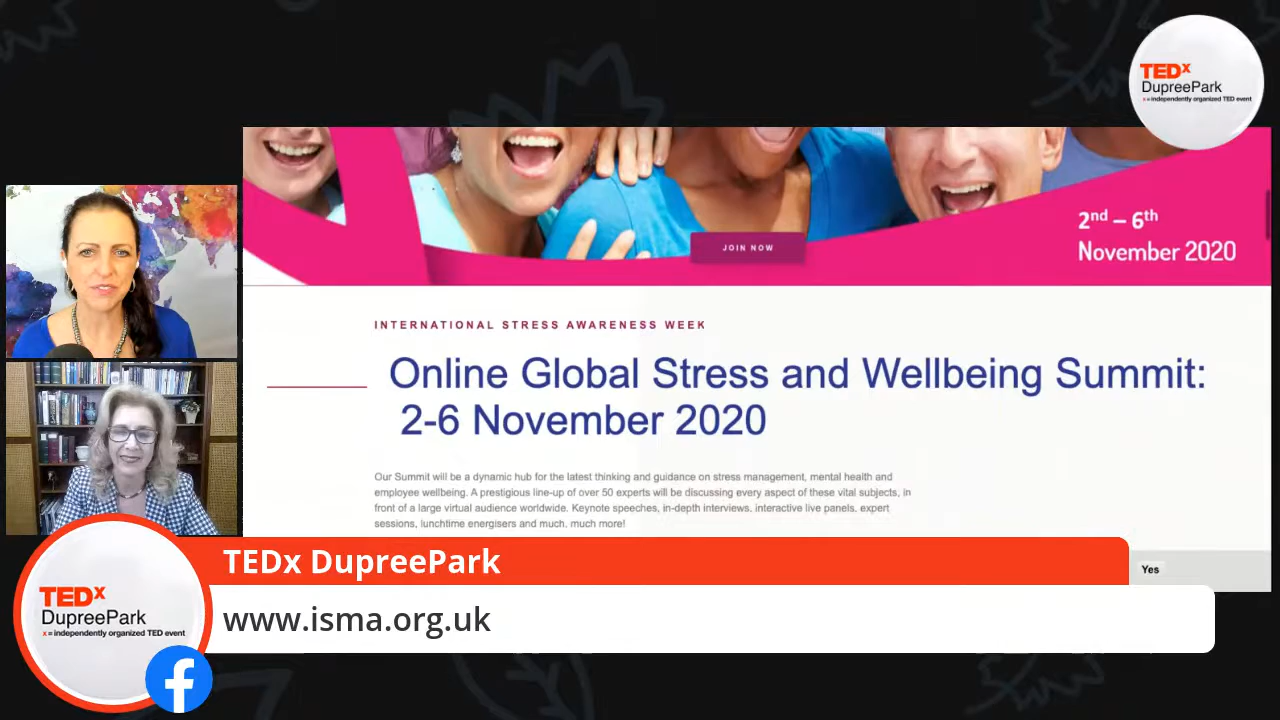 TEDx
DupreePark
x = independently organized TED event
2nd – 6th
November 2020
JOIN NOW
INTERNATIONAL STRESS AWARENESS WEEK
Online Global Stress and Wellbeing Summit:
2-6 November 2020
Our Summit will be a dynamic hub for the latest thinking and guidance on stress management, mental health and
employee wellbeing. A prestigious line-up of over 50 experts will be discussing every aspect of these vital subjects, in
front of a large virtual audience worldwide. Keynote speeches, in-depth interviews, interactive live panels, expert
sessions, lunchtime energisers and much, much more!
Yes
TEDx DupreePark
www.isma.org.uk
TEDx
DupreePark
x = independently organized TED event
f